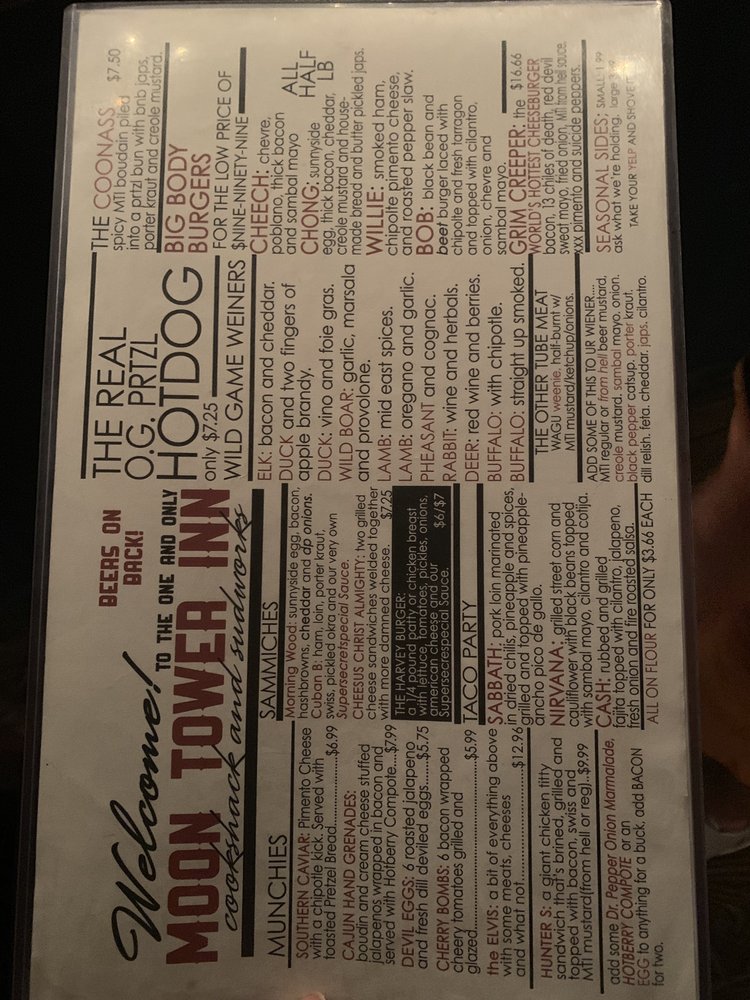 Welcome!
BEERS ON
BACK!
TO THE ONE AND ONLY
MOON TOWER INN
cookshack and sudworks
MUNCHIES
SOUTHERN CAVIAR: Pimento Cheese
with a chipotle kick. Served with
toasted Pretzel Bread....................$6.99
CAJUN HAND GRENADES:
boudin and cream cheese stuffed
jalapenos wrapped in bacon and
served with Hotberry Compote...$7.99
DEVIL EGGS: 6 roasted jalapeno
and fresh dill deviled eggs.....$5.75
CHERRY BOMBS: 6 bacon wrapped
cheery tomatoes grilled and
glazed..............................$5.99
the ELVIS: a bit of everything above
with some meats, cheeses
and what not..........................$12.96
HUNTER S: a giant chicken titty
sandwich that's brined, grilled and
topped with bacon, swiss and
MTI mustard(from hell or reg)..$9.99
add some Dr. Pepper Onion Marmalade,
HOTBERRY COMPOTE or an
EGG to anything for a buck. add BACON
for two.
SAMMICHES
Morning Wood: sunnyside egg, bacon,
hashbrowns, cheddar and dp onions.
Cuban B: ham, loin, porter kraut,
swiss, pickled okra and our very own
Supersecretspecial Sauce.
CHEESUS CHRIST ALMIGHTY: two grilled
cheese sandwiches welded together
with more damned cheese. $7.25
THE HARVEY BURGER:
a 1/4 pound patty or chicken breast
with lettuce, tomatoes, pickles, onions,
american cheese and our
Supersecrespecial Sauce. $6/$7
TACO PARTY
SABBATH: pork loin marinated
in dried chilis, pineapple and spices,
grilled and topped with pineapple-
ancho pico de gallo.
NIRVANA: grilled street corn and
cauliflower with black beans topped
with sambal mayo, cilantro and cotija.
CASH: rubbed and grilled
fajita topped with cilantro, jalapeno,
fresh onion and fire roasted salsa.
ALL ON FLOUR FOR ONLY $3.66 EACH
THE REAL
O.G. PRTZL
HOTDOG
only $7.25
WILD GAME WEINERS
ELK: bacon and cheddar.
DUCK and two fingers of
apple brandy.
DUCK: vino and foie gras.
WILD BOAR: garlic, marsala
and provolone.
LAMB: mid east spices.
LAMB: oregano and garlic.
PHEASANT and cognac.
RABBIT: wine and herbals.
DEER: red wine and berries.
BUFFALO: with chipotle.
BUFFALO: straight up smoked.
THE OTHER TUBE MEAT
WAGU weenie, half-burnt w/
MTI mustard/ketchup/onions.
ADD SOME OF THIS TO UR WIENER....
MTI regular or from hell beer mustard.
creole mustard. sambal mayo. onion.
black pepper catsup. porter kraut.
dill relish. feta. cheddar. japs. cilantro.
THE COONASS $7.50
spicy MTI boudain piled
into a prtzl bun with bnb japs,
porter kraut and creole mustard.
BIG BODY
BURGERS
FOR THE LOW PRICE OF
$NINE-NINETY-NINE
ALL
HALF
LB
CHEECH: chevre,
poblano, thick bacon
and sambal mayo
CHONG: sunnyside
egg, thick bacon, cheddar,
creole mustard and house-
made bread and butter pickled japs.
WILLIE: smoked ham,
chipotle pimento cheese,
and roasted pepper slaw.
BOB: black bean and
beet burger laced with
chipotle and fresh tarragon
and topped with cilantro,
onion, chevre and
sambal mayo.
GRIM CREEPER: the $16.66
WORLD'S HOTTEST CHEESEBURGER
bacon, 13 chiles of death, red devil
sweat mayo, fried onion, MTI from hell sauce,
xxx pimento and suicide peppers.
SEASONAL SIDES: SMALL 1.99
ask what we're holding. large
TAKE YOUR YELP AND SHOVE IT